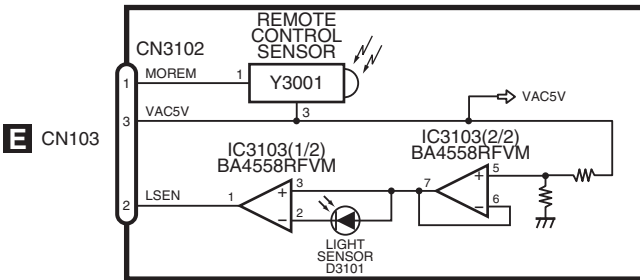 REMOTE
CONTROL
SENSOR
CN3102
1 MOREM 1 Y3001
3 VAC5V 3 VAC5V
E CN103
IC3103(1/2)
BA4558RFVM
IC3103(2/2)
BA4558RFVM
2 LSEN 1 + 3 - 2
7 + 5 - 6
LIGHT
SENSOR
D3101